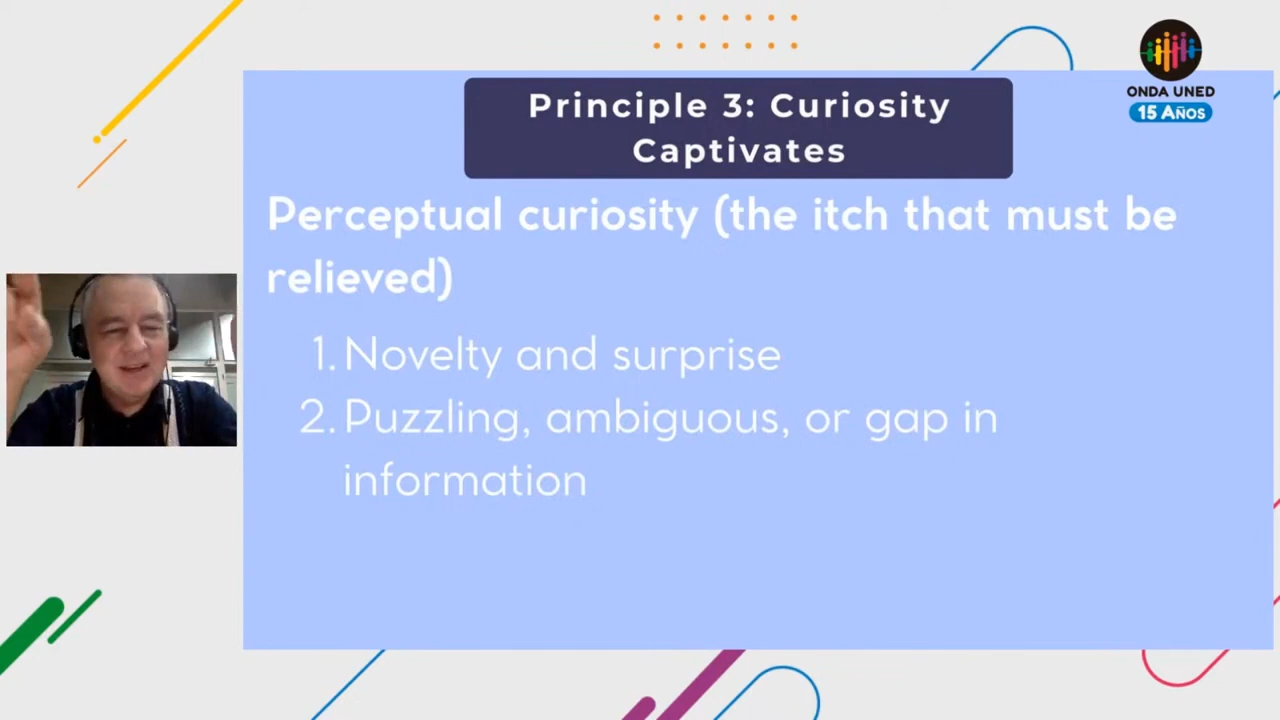 ONDA UNED
15 AÑOS
Principle 3: Curiosity
Captivates
Perceptual curiosity (the itch that must be
relieved)
1. Novelty and surprise
2. Puzzling, ambiguous, or gap in
information